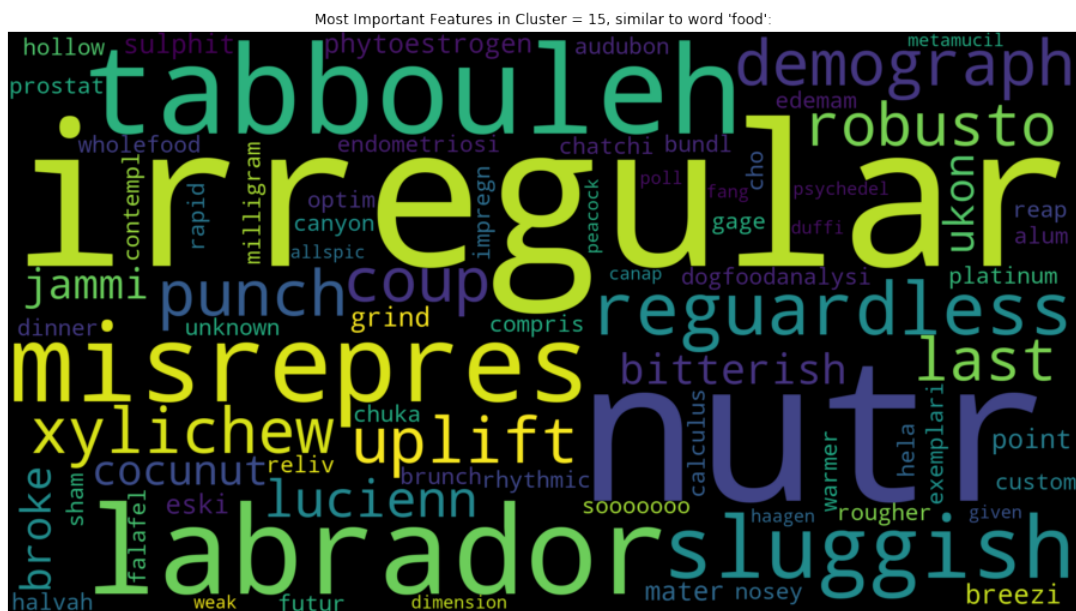 Most Important Features in Cluster = 15, similar to word 'food':
hollow sulphit phytoestrogen audubon metamucil
tabbouleh demograph
prostat edemam
robusto
wholefood endometriosi chatchi bundl
irregular
contempl rapid milligram optim impregn peacock poll fang cho psychedel ukon reap
canyon gage duffi alum
allspic
jammi punch coup canap dogfoodanalysi platinum
dinner unknown grind compris reguardless
misrepres bitterish last
nutr
xylichew chuka uplift calculus warmer hela exemplari point
broke sham cocunut reliv brunch rhythmic custom
falafel eski lucienn sooooooo haagen rougher given
labrador sluggish
halvah weak futur dimension mater nosey breezi